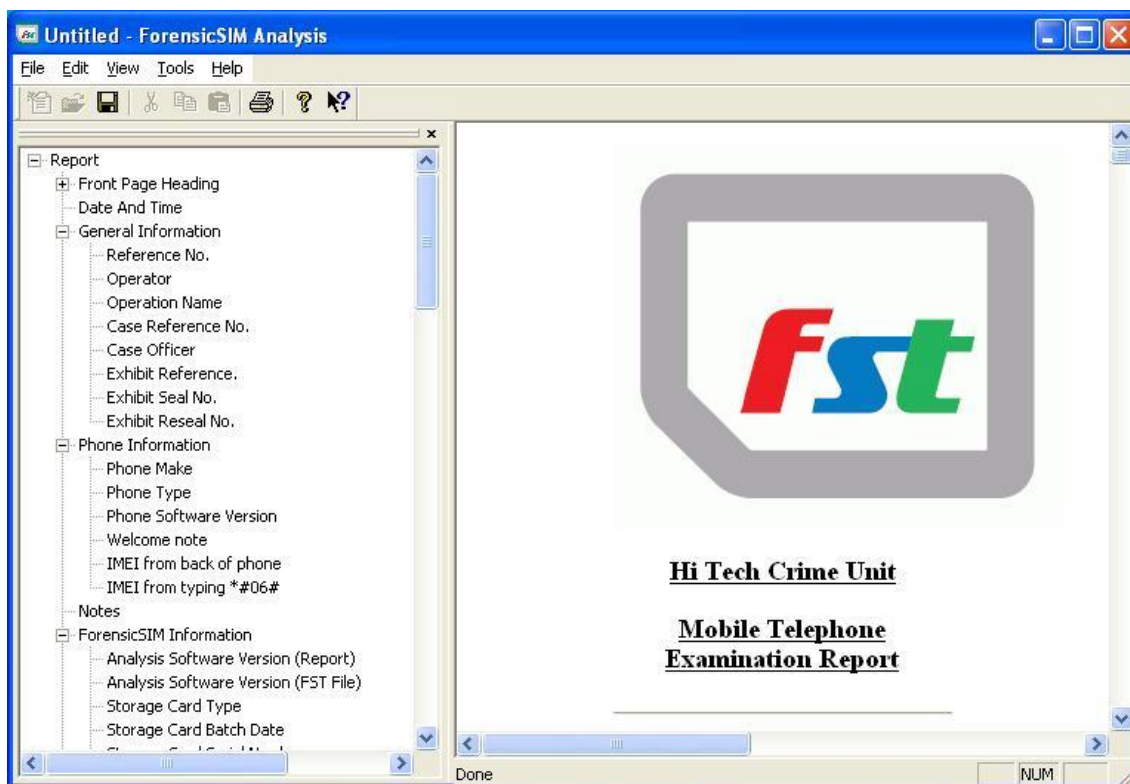 Untitled - ForensicSIM Analysis
File Edit View Tools Help
Report
Front Page Heading
Date And Time
General Information
Reference No.
Operator
Operation Name
Case Reference No.
Case Officer
Exhibit Reference.
Exhibit Seal No.
Exhibit Reseal No.
Phone Information
Phone Make
Phone Type
Phone Software Version
Welcome note
IMEI from back of phone
IMEI from typing *#06#
Notes
ForensicSIM Information
Analysis Software Version (Report)
Analysis Software Version (FST File)
Storage Card Type
Storage Card Batch Date
fst
Hi Tech Crime Unit
Mobile Telephone
Examination Report
Done
NUM